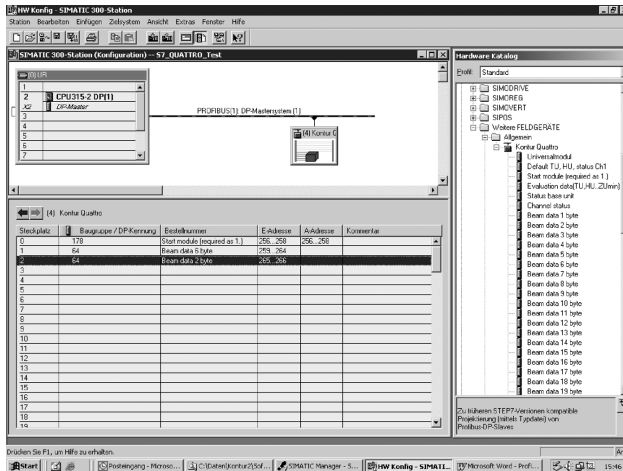 HW Konfig - SIMATIC 300-Station
Station Bearbeiten Einfügen Zielsystem Ansicht Extras Fenster Hilfe
SIMATIC 300-Station (Konfiguration) -- S7_QUATTRO_Test
(0) UR
1
2 CPU315-2 DP(1)
X2 DP-Master
3
4
5
6
7
PROFIBUS(1): DP-Mastersystem (1)
(4) Kontur Q
(4) Kontur Quattro
Steckplatz Baugruppe / DP-Kennung Bestellnummer E-Adresse A-Adresse Kommentar
0 178 Start module (required as 1.) 256...258 256...258
1 64 Beam data 6 byte 259...264
2 64 Beam data 2 byte 265...266
3
4
5
6
7
8
9
10
11
12
13
14
15
16
17
18
19
Hardware Katalog
Profil: Standard
SIMODRIVE
SIMOREG
SIMOVERT
SIPOS
Weitere FELDGERÄTE
Allgemein
Kontur Quattro
Universalmodul
Default TU, HU, status Ch1
Start module (required as 1.)
Evaluation data(TU,HU..ZUmin)
Status base unit
Channel status
Beam data 1 byte
Beam data 2 byte
Beam data 3 byte
Beam data 4 byte
Beam data 5 byte
Beam data 6 byte
Beam data 7 byte
Beam data 8 byte
Beam data 9 byte
Beam data 10 byte
Beam data 11 byte
Beam data 12 byte
Beam data 13 byte
Beam data 14 byte
Beam data 15 byte
Beam data 16 byte
Beam data 17 byte
Beam data 18 byte
Beam data 19 byte
Zu früheren STEP7-Versionen kompatible
Projektierung (mittels Typdatei) von
Profibus-DP-Slaves
Drücken Sie F1, um Hilfe zu erhalten.
Start Posteingang - Microso... C:\Daten\Kontur2\Sof... SIMATIC Manager - S... HW Konfig - SIMATI... Microsoft Word - Profi... 15:46